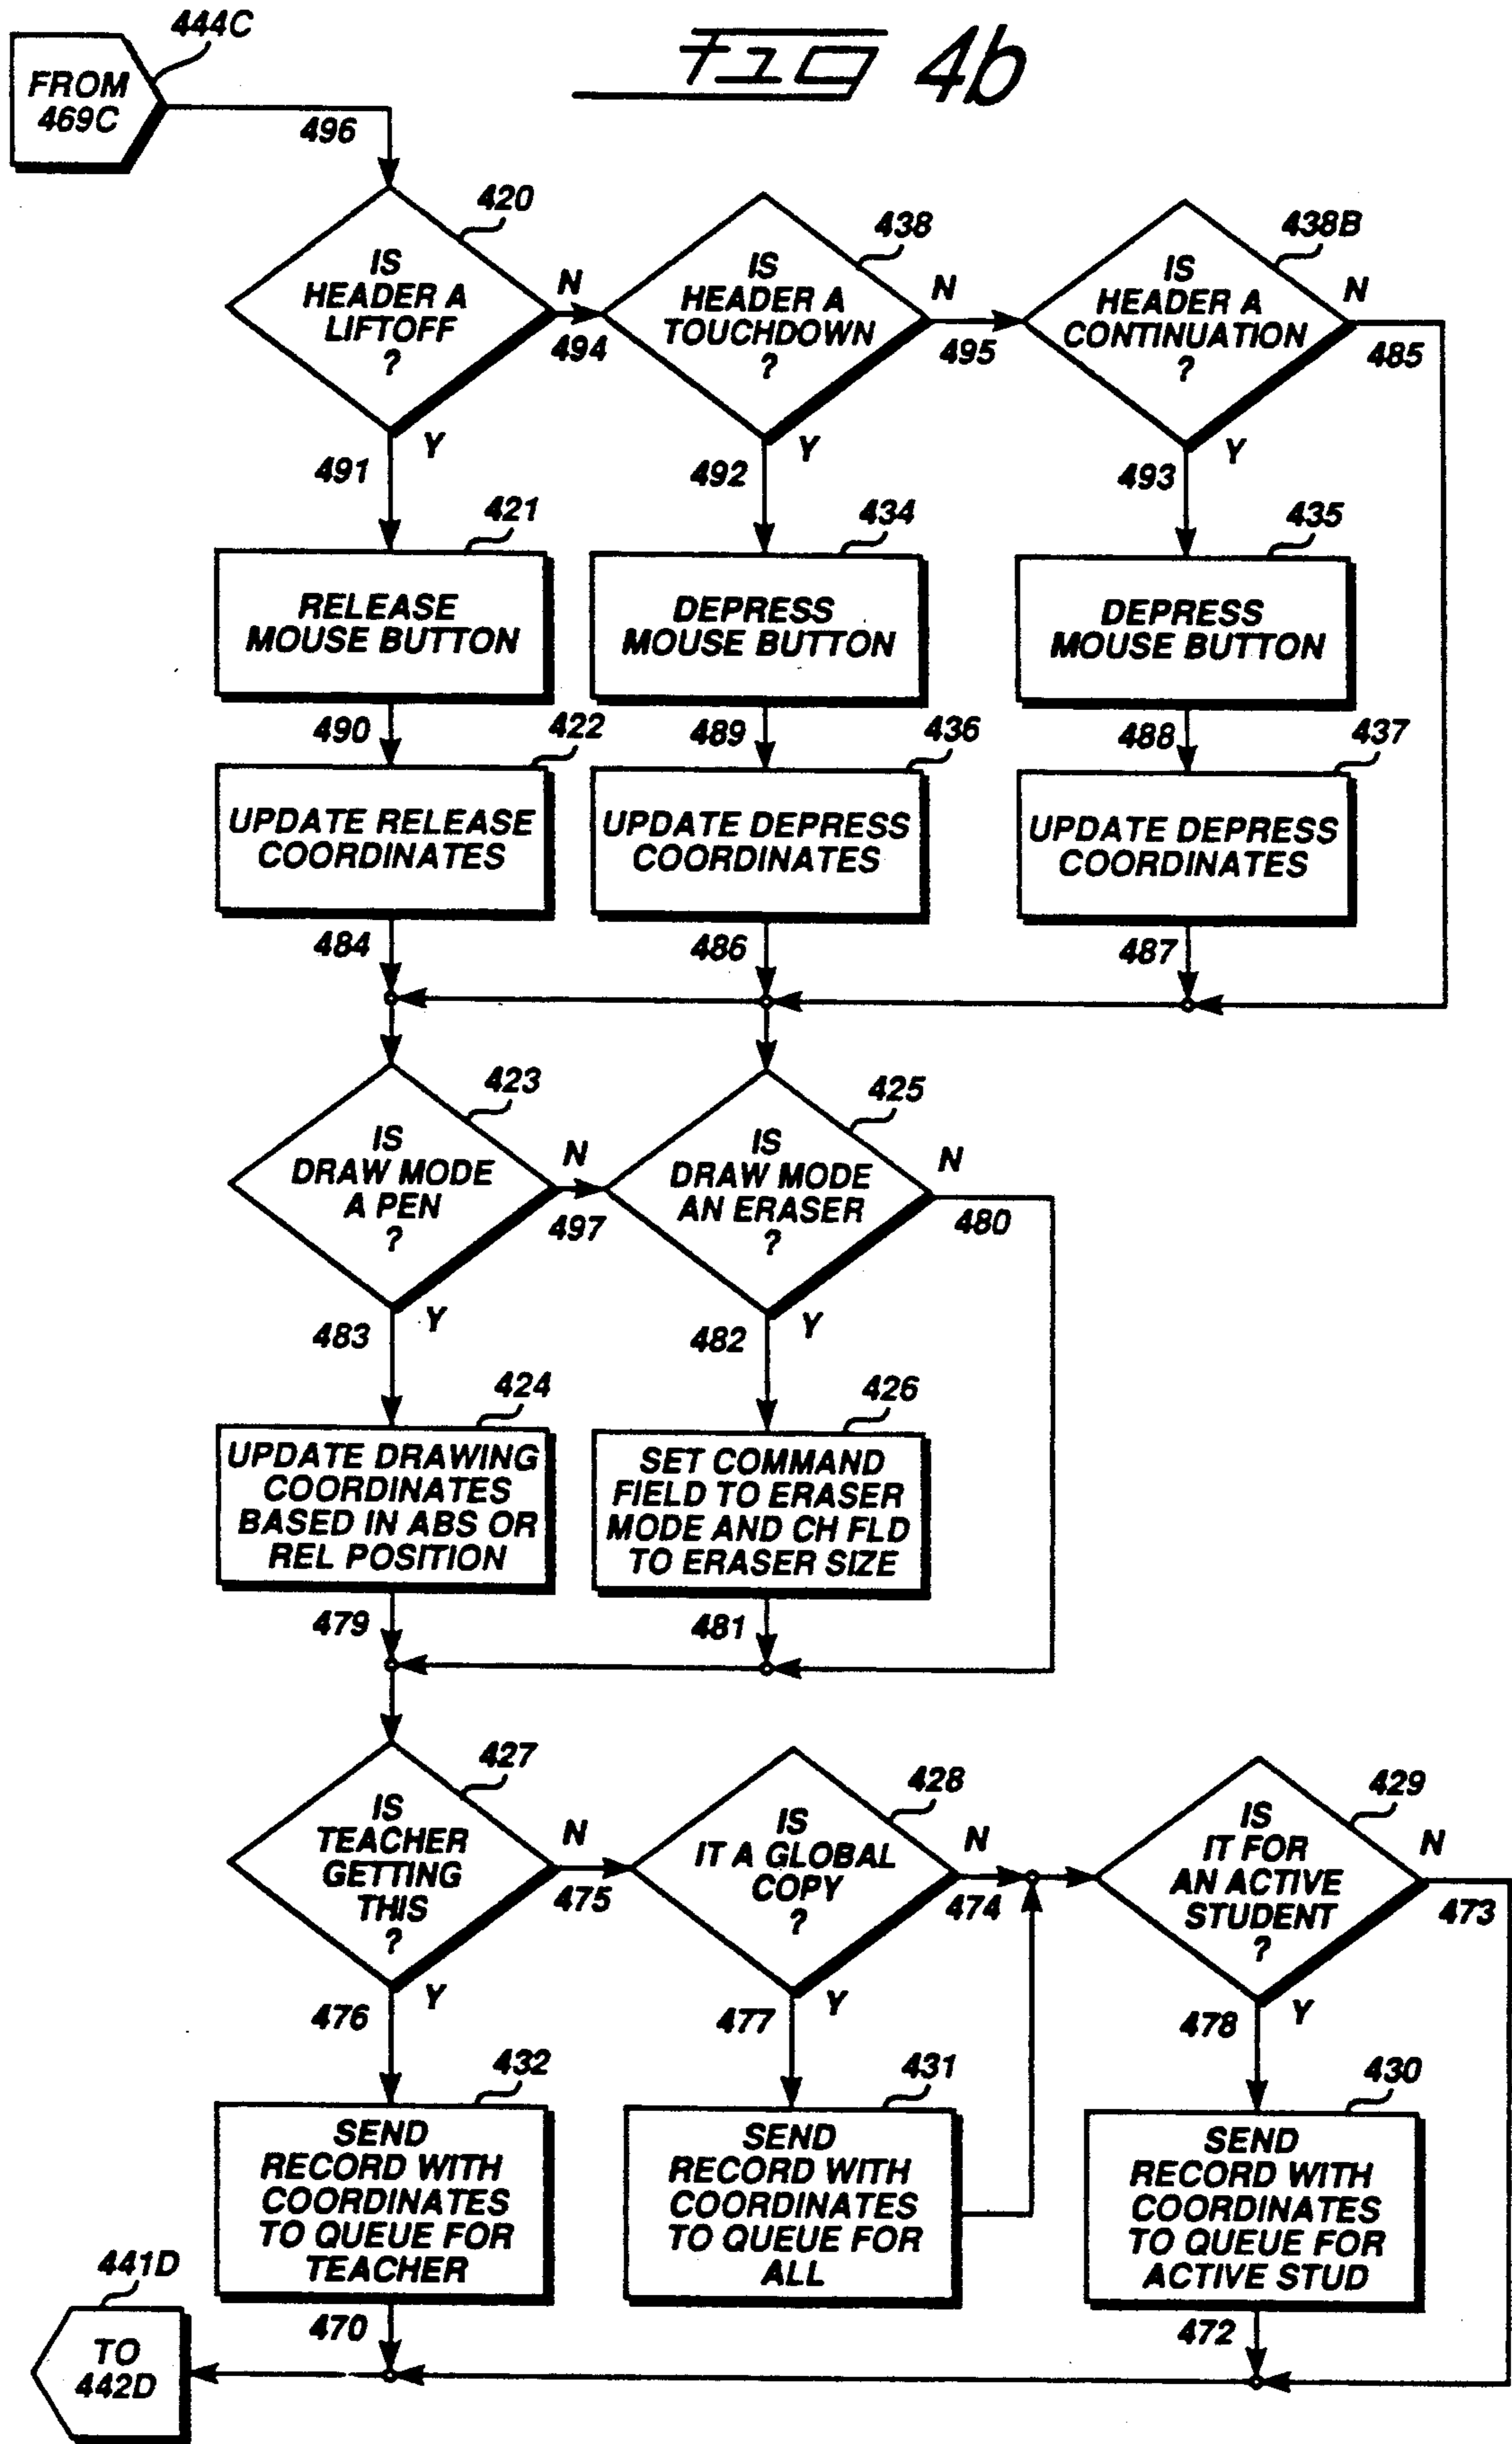 FIG 4b
444C
FROM
469C
496
420
IS
HEADER A
LIFTOFF
?
N
494
Y
491
438
IS
HEADER A
TOUCHDOWN
?
N
495
Y
492
438B
IS
HEADER A
CONTINUATION
?
N
485
Y
493
421
RELEASE
MOUSE BUTTON
434
DEPRESS
MOUSE BUTTON
435
DEPRESS
MOUSE BUTTON
490
422
UPDATE RELEASE
COORDINATES
489
436
UPDATE DEPRESS
COORDINATES
488
437
UPDATE DEPRESS
COORDINATES
484
486
487
423
IS
DRAW MODE
A PEN
?
N
497
Y
483
425
IS
DRAW MODE
AN ERASER
?
N
480
Y
482
424
UPDATE DRAWING
COORDINATES
BASED IN ABS OR
REL POSITION
426
SET COMMAND
FIELD TO ERASER
MODE AND CH FLD
TO ERASER SIZE
479
481
427
IS
TEACHER
GETTING
THIS
?
N
475
Y
476
428
IS
IT A GLOBAL
COPY
?
N
474
Y
477
429
IS
IT FOR
AN ACTIVE
STUDENT
?
N
473
Y
478
432
SEND
RECORD WITH
COORDINATES
TO QUEUE FOR
TEACHER
431
SEND
RECORD WITH
COORDINATES
TO QUEUE FOR
ALL
430
SEND
RECORD WITH
COORDINATES
TO QUEUE FOR
ACTIVE STUD
441D
TO
442D
470
472